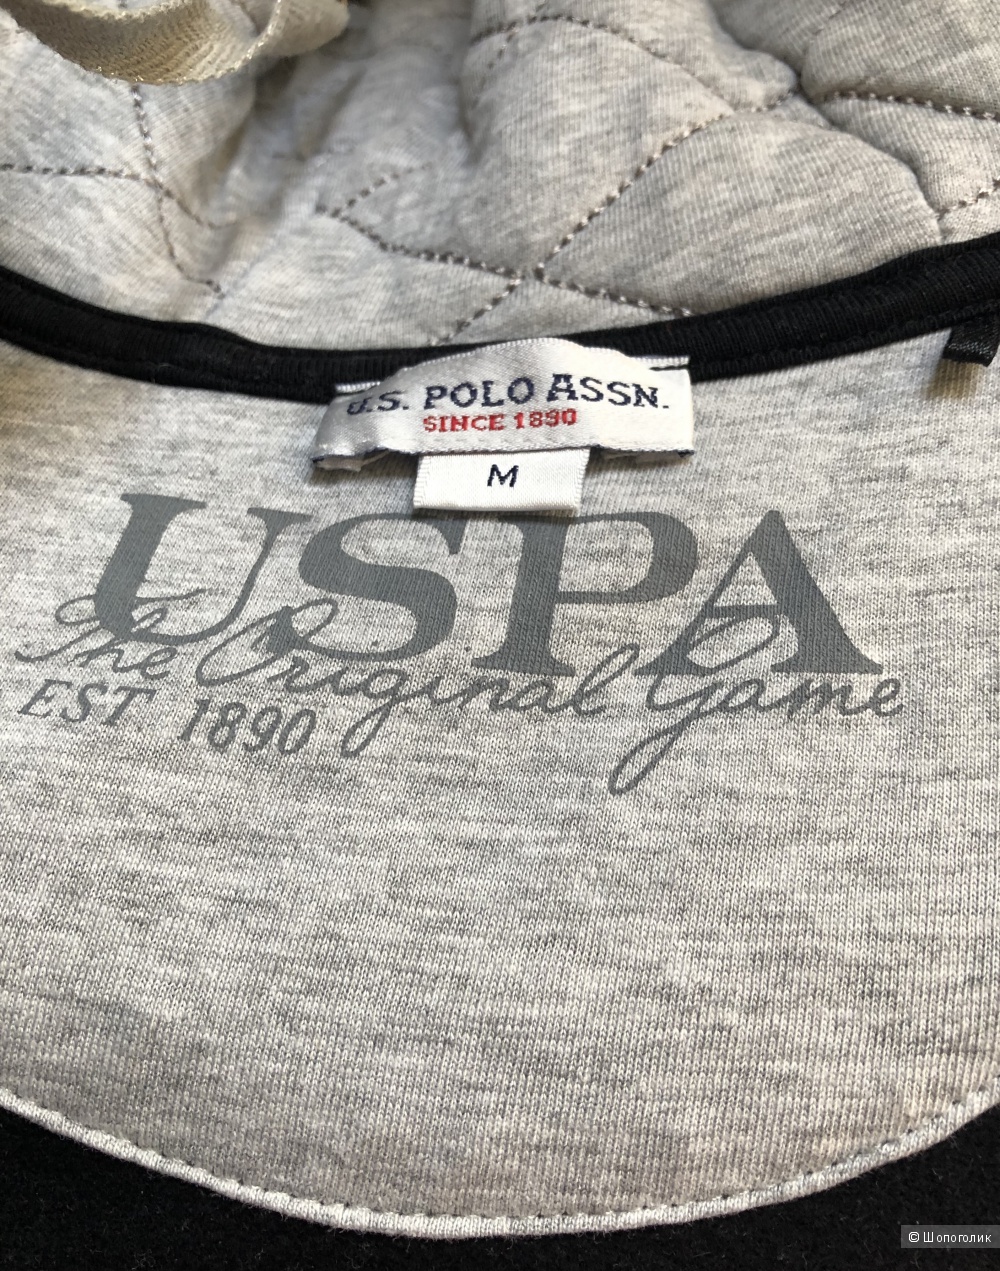 U.S. POLO ASSN.
SINCE 1890
M
USPA
The Original Game
EST 1890
© Шопоголик